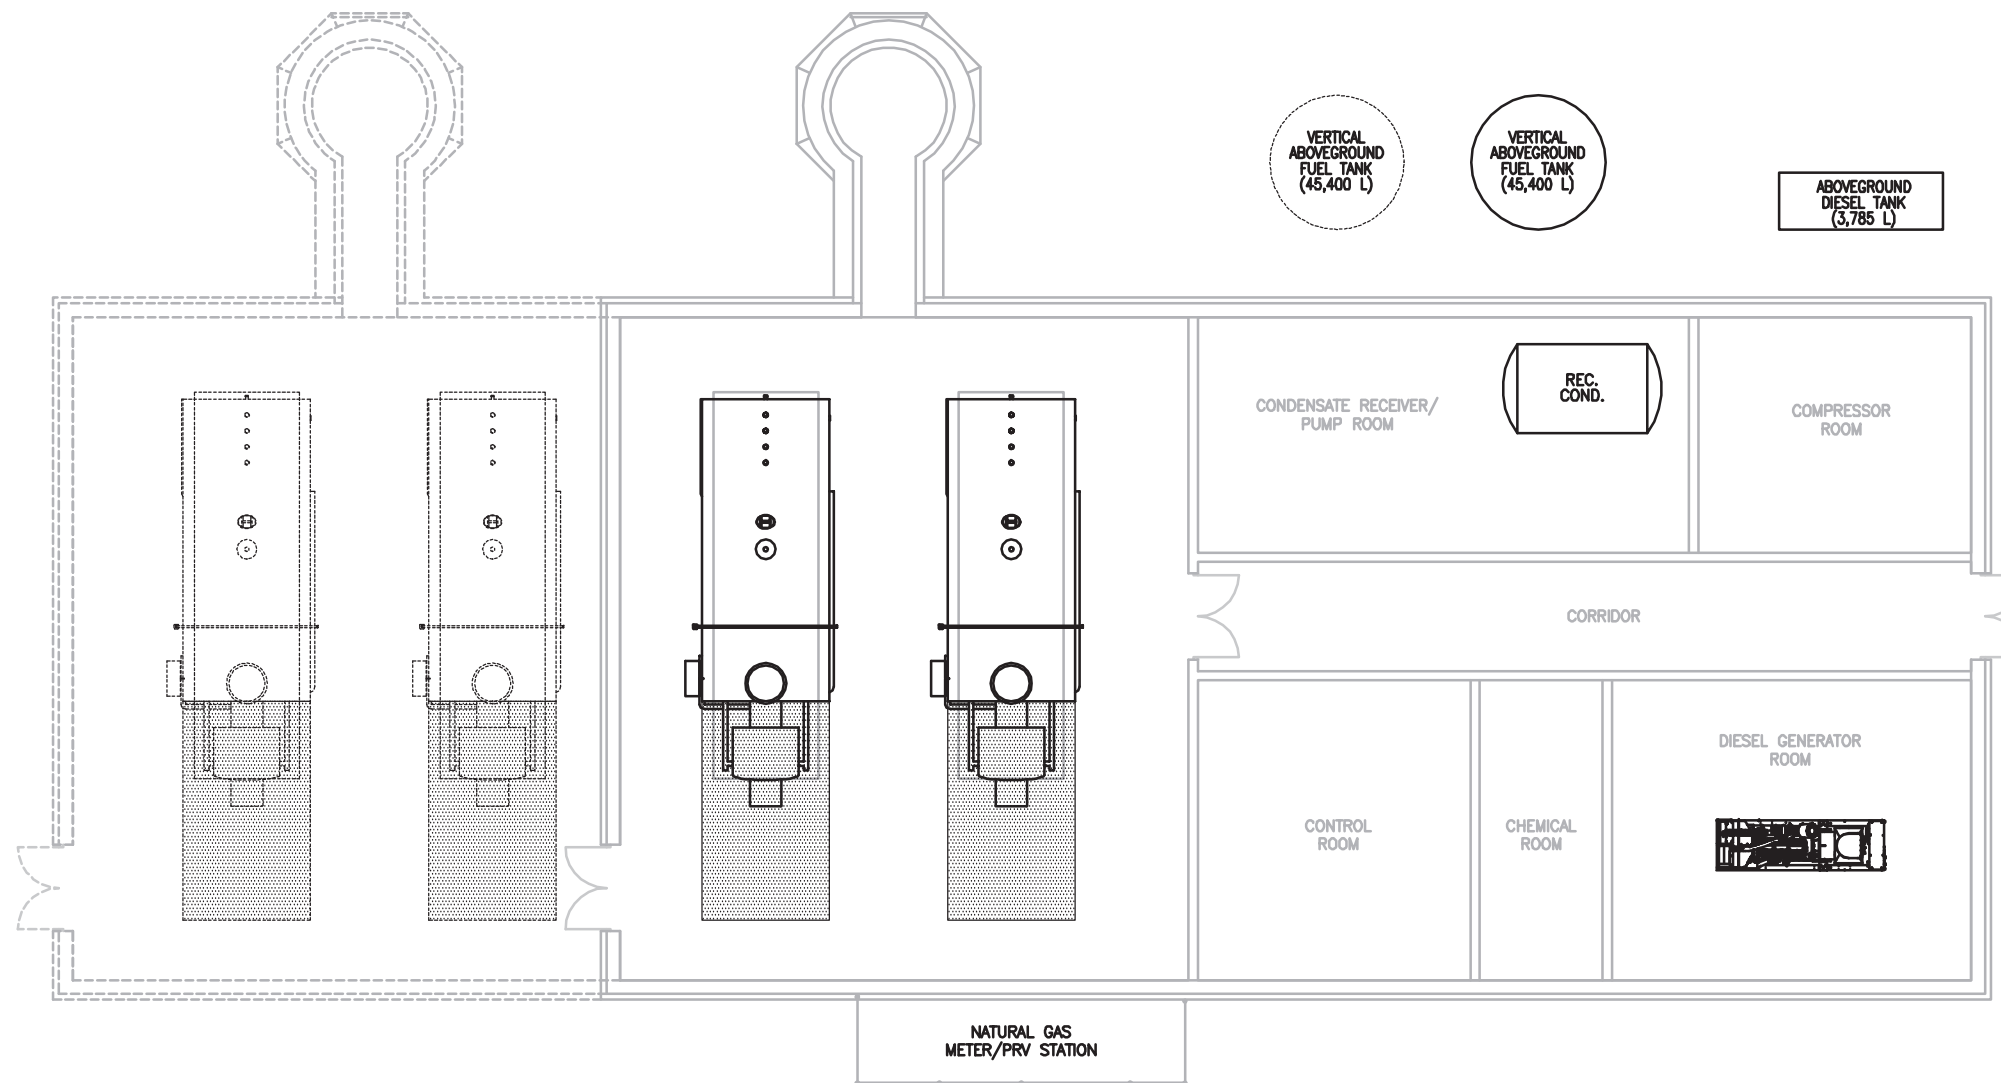 VERTICAL
ABOVEGROUND
FUEL TANK
(45,400 L)
VERTICAL
ABOVEGROUND
FUEL TANK
(45,400 L)
ABOVEGROUND
DIESEL TANK
(3,785 L)
CONDENSATE RECEIVER/
PUMP ROOM
REC.
COND.
COMPRESSOR
ROOM
CORRIDOR
CONTROL
ROOM
CHEMICAL
ROOM
DIESEL GENERATOR
ROOM
NATURAL GAS
METER/PRV STATION